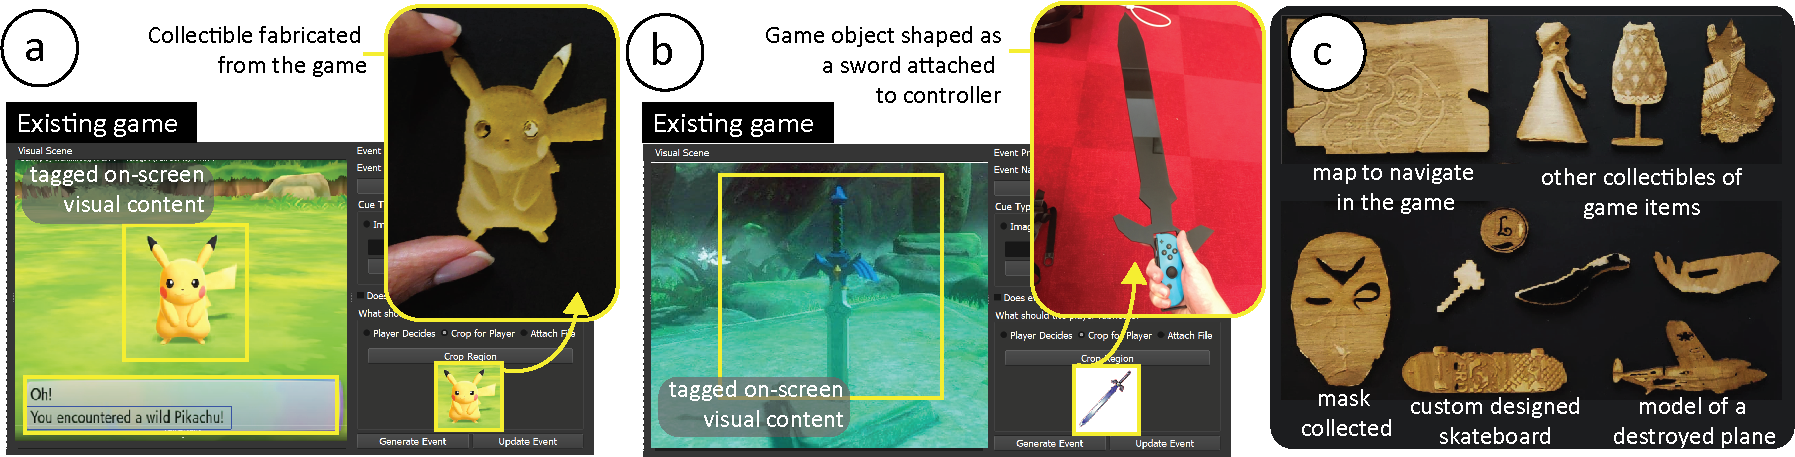 a
Collectible fabricated
from the game
Existing game
Visual Scene
tagged on-screen
visual content
Oh!
You encountered a wild Pikachu!
Event
Event
Cue T
Ima
Does
What shou
Player Decides
Crop for Player
Attach File
Crop Region
Generate Event
Update Event
b
Game object shaped as
a sword attached
to controller
Existing game
Visual Scene
tagged on-screen
visual content
Event Pr
Event Na
Cue Typ
Imag
Does e
What should
Player Decides
Crop for Player
Attach File
Crop Region
Generate Event
Update Event
c
map to navigate
in the game
other collectibles of
game items
L
mask
collected
custom designed
skateboard
model of a
destroyed plane